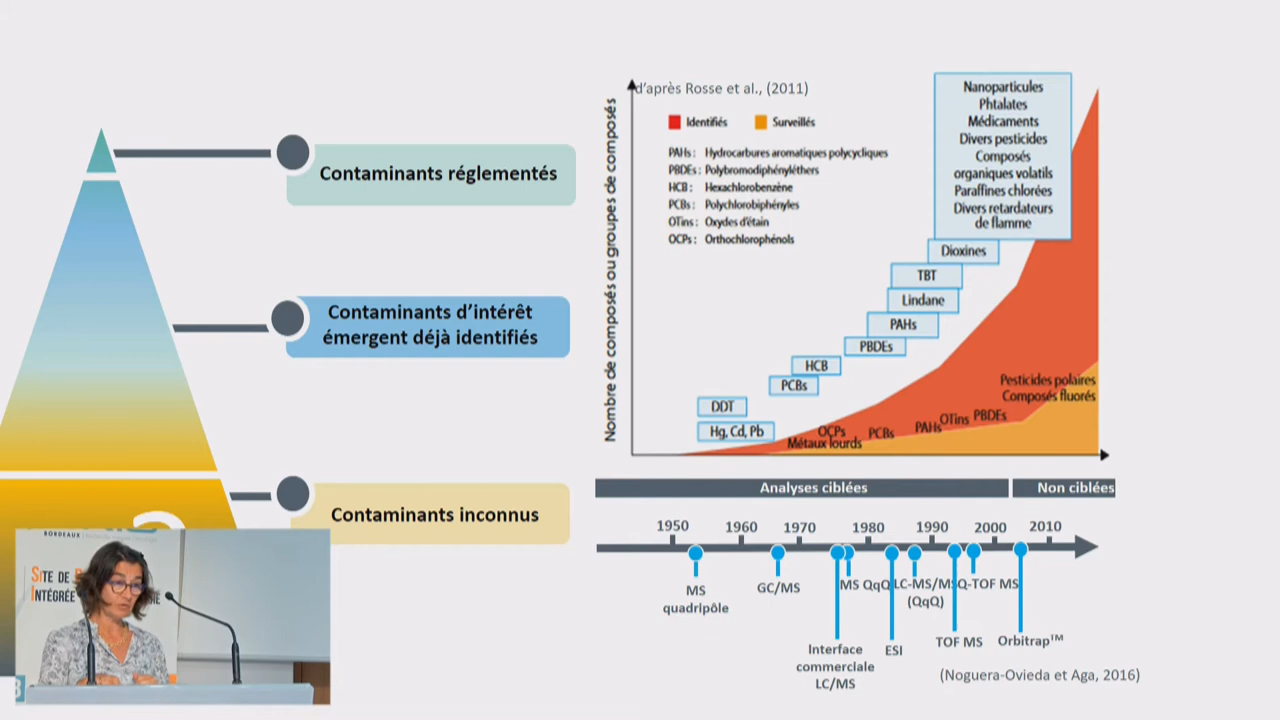 Contaminants réglementés
Contaminants d'intérêt
émergent déjà identifiés
Contaminants inconnus
?
BORDEAUX
SITE DE
INTÉGRÉE
d'après Rosse et al., (2011)
Nombre de composés ou groupes de composés
Identifiés
Surveillés
PAHs : Hydrocarbures aromatiques polycycliques
PBDEs : Polybromodiphényléthers
HCB : Hexachlorobenzène
PCBs : Polychlorobiphényles
OTins : Oxydes d'étain
OCPs : Orthochlorophénols
Nanoparticules
Phtalates
Médicaments
Divers pesticides
Composés
organiques volatils
Paraffines chlorées
Divers retardateurs
de flamme
Dioxines
TBT
Lindane
PAHs
PBDEs
HCB
PCBs
DDT
Hg, Cd, Pb
Pesticides polaires
Composés fluorés
OCPs
Métaux lourds
PCBs
PAHs
OTins
PBDEs
Analyses ciblées
Non ciblées
1950 1960 1970 1980 1990 2000 2010
MS
quadripôle
GC/MS
Interface
commerciale
LC/MS
MS QqQ
ESI
LC-MS/MS
(QqQ)
TOF MS
Q-TOF MS
Orbitrap™
(Noguera-Ovieda et Aga, 2016)